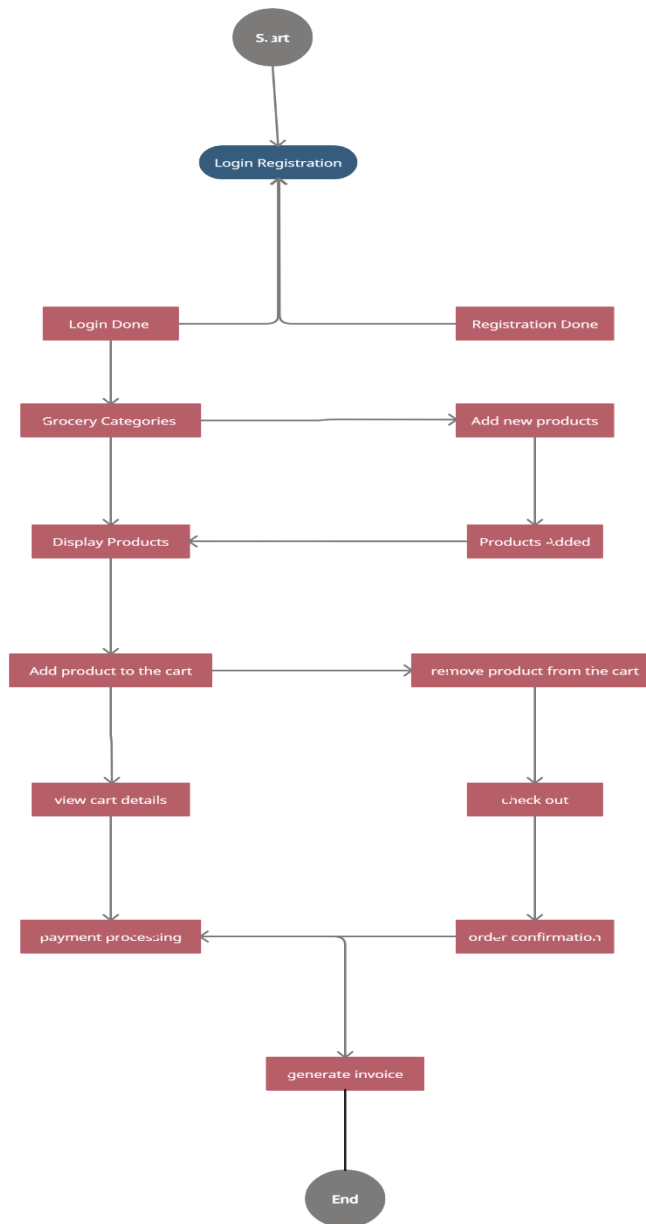 Start
Login Registration
Login Done
Registration Done
Grocery Categories
Add new products
Display Products
Products Added
Add product to the cart
remove product from the cart
view cart details
check out
payment processing
order confirmation
generate invoice
End